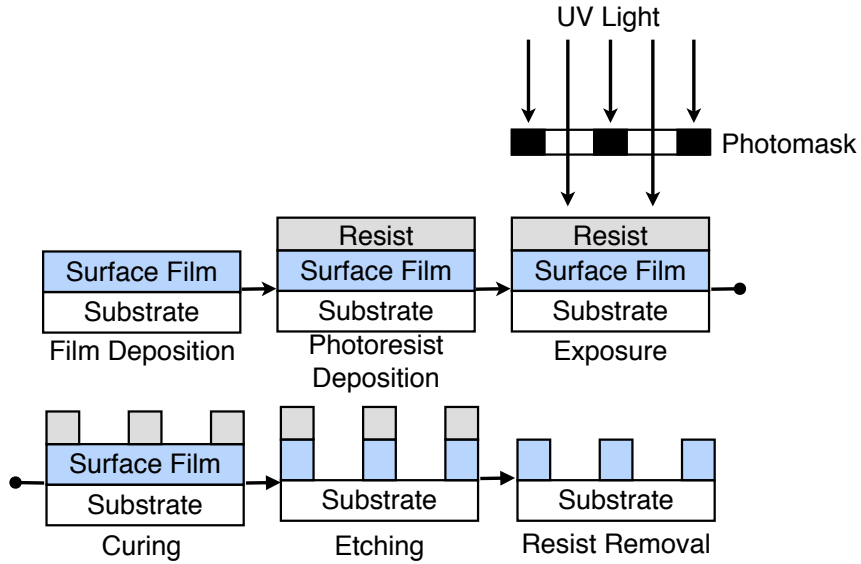 UV Light
Photomask
Resist
Resist
Surface Film
Surface Film
Surface Film
Substrate
Substrate
Substrate
Film Deposition
Photoresist
Deposition
Exposure
Surface Film
Substrate
Substrate
Substrate
Curing
Etching
Resist Removal